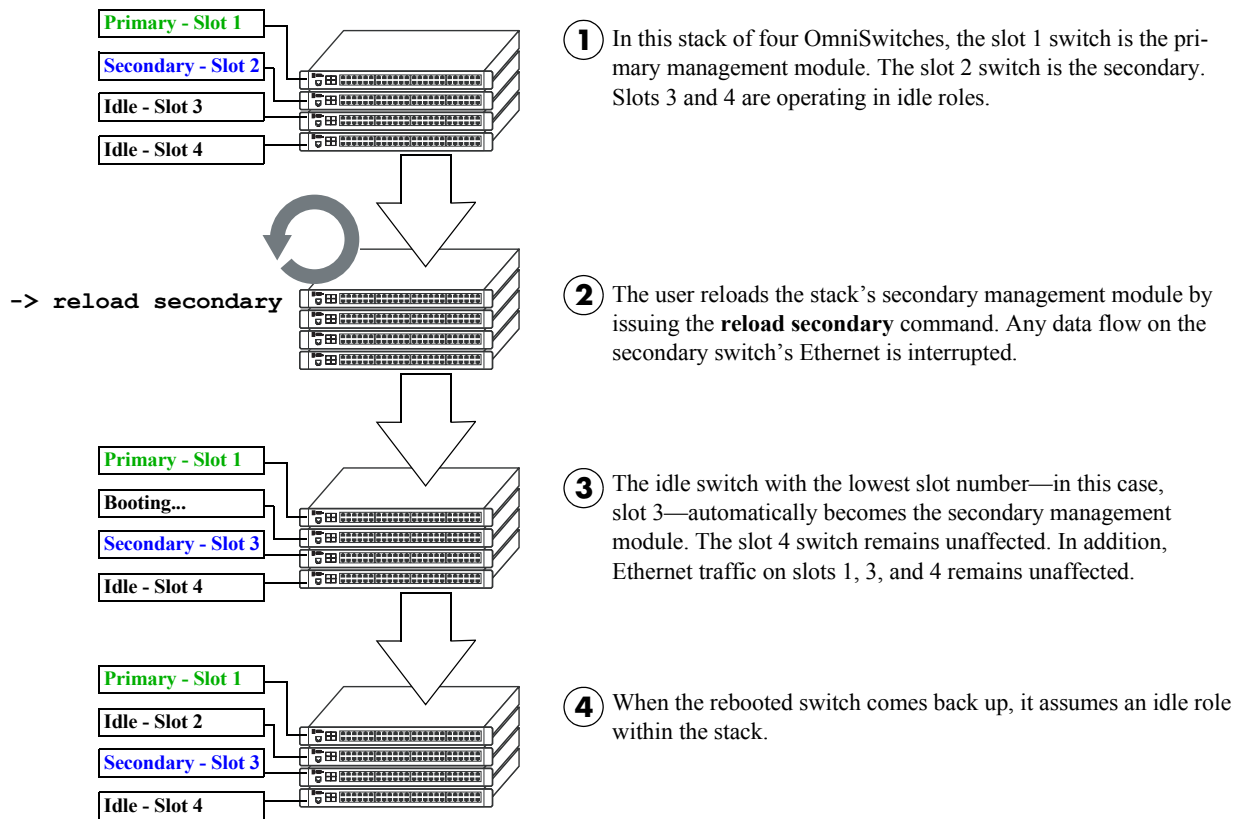 Primary - Slot 1
Secondary - Slot 2
Idle - Slot 3
Idle - Slot 4
1 In this stack of four OmniSwitches, the slot 1 switch is the pri-
mary management module. The slot 2 switch is the secondary.
Slots 3 and 4 are operating in idle roles.
-> reload secondary
2 The user reloads the stack’s secondary management module by
issuing the reload secondary command. Any data flow on the
secondary switch’s Ethernet is interrupted.
Primary - Slot 1
Booting...
Secondary - Slot 3
Idle - Slot 4
3 The idle switch with the lowest slot number—in this case,
slot 3—automatically becomes the secondary management
module. The slot 4 switch remains unaffected. In addition,
Ethernet traffic on slots 1, 3, and 4 remains unaffected.
Primary - Slot 1
Idle - Slot 2
Secondary - Slot 3
Idle - Slot 4
4 When the rebooted switch comes back up, it assumes an idle role
within the stack.